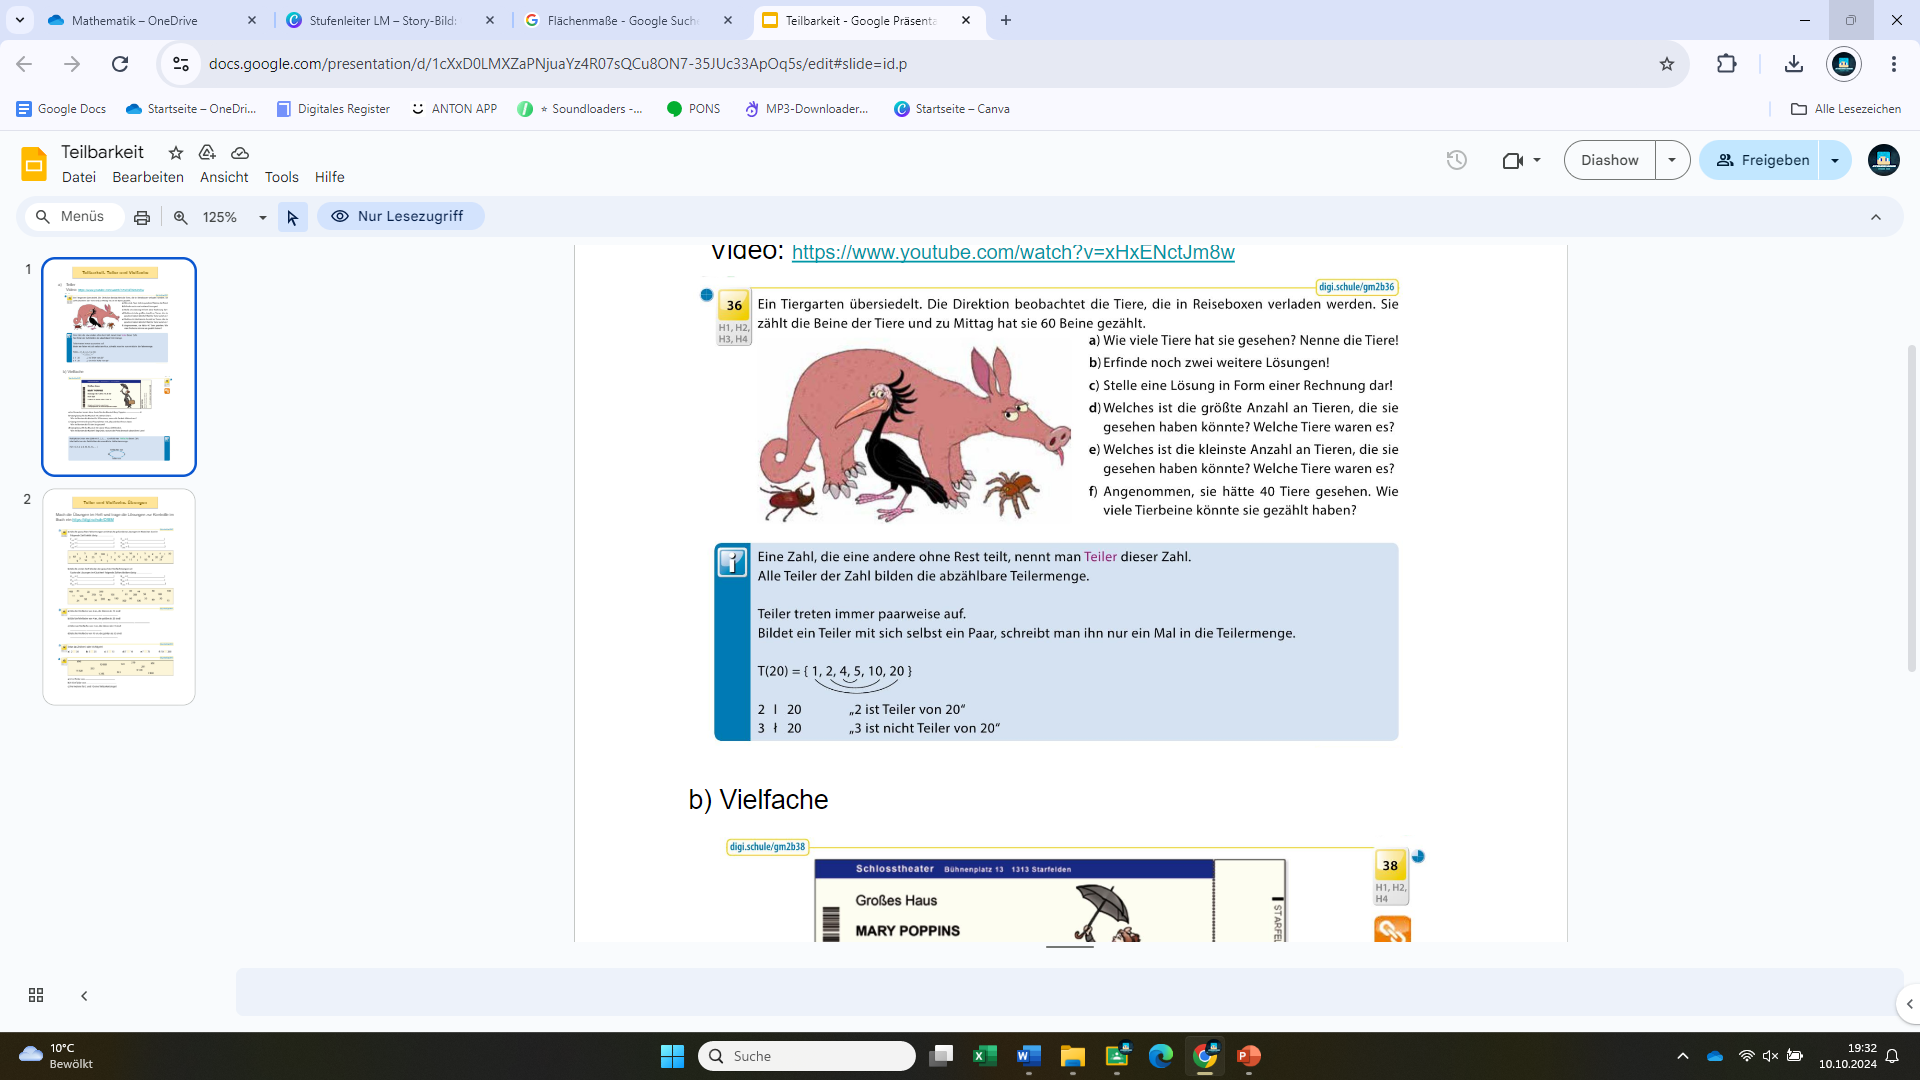 Mathematik – OneDrive
Stufenleiter LM – Story-Bild:
Flächenmaße - Google Such
Teilbarkeit - Google Präsenta
docs.google.com/presentation/d/1cXxD0LMXZaPNjuaYz4R07sQCu8ON7-35JUc33ApOq5s/edit#slide=id.p
Google Docs
Startseite – OneDri...
Digitales Register
ANTON APP
⭐ Soundloaders -...
PONS
MP3-Downloader...
Startseite – Canva
Alle Lesezeichen
Teilbarkeit
Datei Bearbeiten Ansicht Tools Hilfe
Diashow
Freigeben
Menüs
125%
Nur Lesezugriff
1
2
Video: https://www.youtube.com/watch?v=xHxENctJm8w
digi.schule/gm2b36
36
H1, H2,
H3, H4
Ein Tiergarten übersiedelt. Die Direktion beobachtet die Tiere, die in Reiseboxen verladen werden. Sie
zählt die Beine der Tiere und zu Mittag hat sie 60 Beine gezählt.
a) Wie viele Tiere hat sie gesehen? Nenne die Tiere!
b) Erfinde noch zwei weitere Lösungen!
c) Stelle eine Lösung in Form einer Rechnung dar!
d) Welches ist die größte Anzahl an Tieren, die sie
gesehen haben könnte? Welche Tiere waren es?
e) Welches ist die kleinste Anzahl an Tieren, die sie
gesehen haben könnte? Welche Tiere waren es?
f) Angenommen, sie hätte 40 Tiere gesehen. Wie
viele Tierbeine könnte sie gezählt haben?
i
Eine Zahl, die eine andere ohne Rest teilt, nennt man Teiler dieser Zahl.
Alle Teiler der Zahl bilden die abzählbare Teilermenge.
Teiler treten immer paarweise auf.
Bildet ein Teiler mit sich selbst ein Paar, schreibt man ihn nur ein Mal in die Teilermenge.
T(20) = { 1, 2, 4, 5, 10, 20 }
2 | 20 „2 ist Teiler von 20“
3 ∤ 20 „3 ist nicht Teiler von 20“
b) Vielfache
digi.schule/gm2b38
38
H1, H2,
H4
Schlosstheater Bühnenplatz 13 1313 Starfelden
Großes Haus
MARY POPPINS
STARFE
10°C
Bewölkt
Suche
19:32
10.10.2024